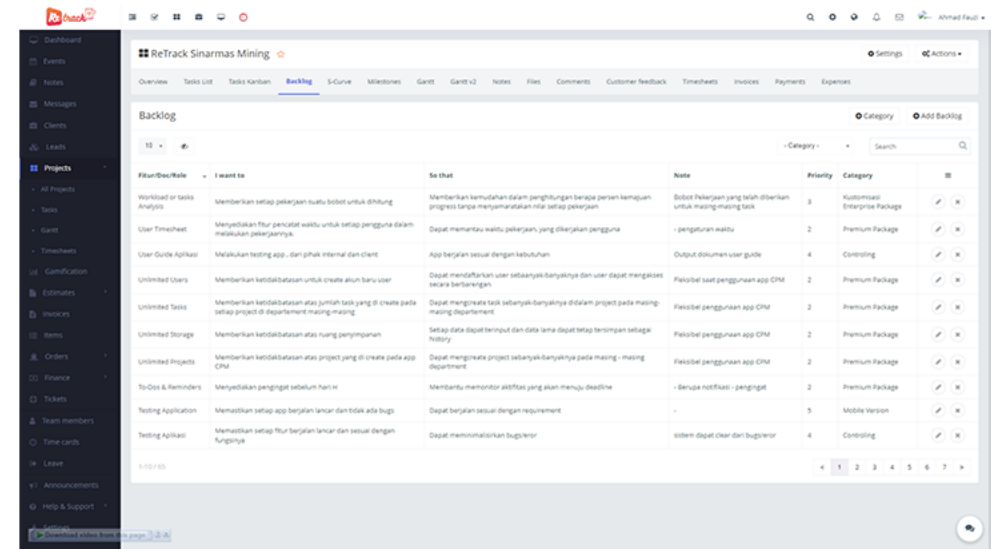 ReTrack
Ahmad Fauzi
Dashboard
Events
Notes
Messages
Clients
Leads
Projects
All Projects
Tasks
Gantt
Timesheets
Gamification
Estimates
Invoices
Items
Orders
Finance
Tickets
Team members
Time cards
Leave
Announcements
Help & Support
Settings
Download video from this page
ReTrack Sinarmas Mining
Settings
Actions
Overview Tasks List Tasks Kanban Backlog S-Curve Milestones Gantt Gantt v2 Notes Files Comments Customer feedback Timesheets Invoices Payments Expenses
Backlog
Category
Add Backlog
10
- Category -
Search
Fitur/Doc/Role I want to So that Note Priority Category
Workload or tasks Memberikan setiap pekerjaan suatu bobot untuk dihitung Memberikan kemudahan dalam penghitungan berapa persen kemajuan Bobot Pekerjaan yang telah diberikan 3 Kustomisasi
Analysis progress tanpa menyamaratakan nilai setiap pekerjaan untuk masing-masing task Enterprise Package
User Timesheet Menyediakan fitur pencatat waktu untuk setiap pengguna dalam Dapat memantau waktu pekerjaan, yang dikerjakan pengguna - pengaturan waktu 2 Premium Package
melakukan pekerjaannya.
User Guide Aplikasi Melakukan testing app., dari pihak internal dan client App berjalan sesuai dengan kebutuhan Output dokumen user guide 4 Controling
Unlimited Users Memberikan ketidakbatasan untuk create akun baru user Dapat mendaftarkan user sebaanyak-banyaknya dan user dapat mengakses Fleksibel saat penggunaan app CPM 2 Premium Package
secara berbarengan
Unlimited Tasks Memberikan ketidakbatasan atas jumlah task yang di create pada Dapat mengcreate task sebanyak-banyaknya didalam project pada masing- Fleksibel penggunaan app CPM 2 Premium Package
setiap project di departement masing-masing masing departement
Unlimited Storage Memberikan ketidakbatasan atas ruang penyimpanan Setiap data dapat terinput dan data lama dapat tetap tersimpan sebagai Fleksibel penggunaan app CPM 2 Premium Package
history
Unlimited Projects Memberikan ketidakbatasan atas project yang di create pada app Dapat mengcreate project sebanyak-banyaknya pada masing - masing Fleksibel penggunaan app CPM 2 Premium Package
CPM department
To-Dos & Reminders Menyediakan pengingat sebelum hari H Membantu memonitor aktifitas yang akan menuju deadline - Berupa notifikasi - pengingat 2 Premium Package
Testing Application Memastikan setiap app berjalan lancar dan tidak ada bugs Dapat berjalan sesuai dengan requirement - 5 Mobile Version
Testing Aplikasi Memastikan setiap fitur berjalan lancar dan sesuai dengan Dapat meminimalisirkan bugs/eror sistem dapat clear dari bugs/eror 4 Controling
fungsinya
1 2 3 4 5 6 7